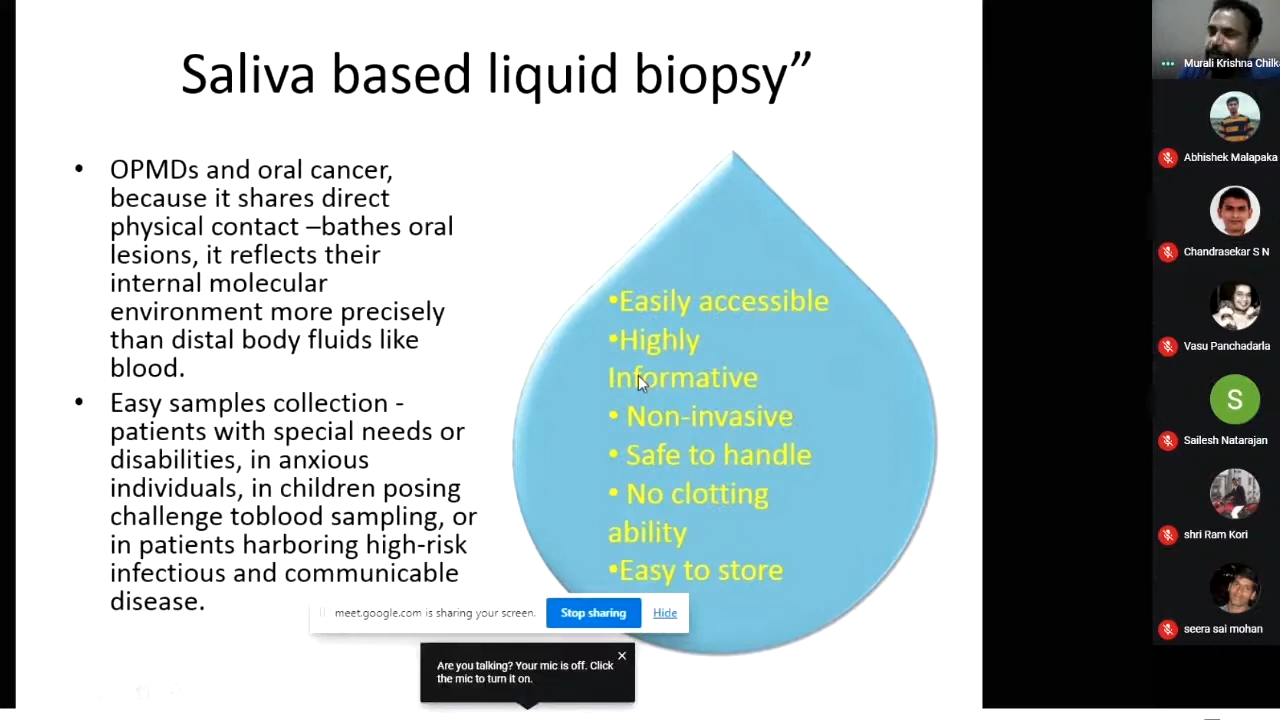 Saliva based liquid biopsy”
• OPMDs and oral cancer,
because it shares direct
physical contact –bathes oral
lesions, it reflects their
internal molecular
environment more precisely
than distal body fluids like
blood.
• Easy samples collection -
patients with special needs or
disabilities, in anxious
individuals, in children posing
challenge toblood sampling, or
in patients harboring high-risk
infectious and communicable
disease.
•Easily accessible
•Highly
Informative
• Non-invasive
• Safe to handle
• No clotting
ability
•Easy to store
meet.google.com is sharing your screen.
Stop sharing
Hide
Are you talking? Your mic is off. Click
the mic to turn it on.
Murali Krishna Chilk
Abhishek Malapaka
Chandrasekar S N
Vasu Panchadarla
S
Sailesh Natarajan
shri Ram Kori
seera sai mohan